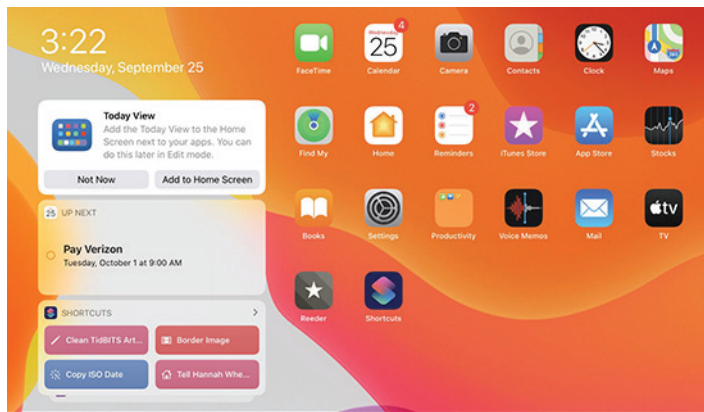 3:22
Wednesday, September 25
Today View
Add the Today View to the Home
Screen next to your apps. You can
do this later in Edit mode.
Not Now
Add to Home Screen
25 UP NEXT
Pay Verizon
Tuesday, October 1 at 9:00 AM
SHORTCUTS
Clean TidBITS Art...
Border Image
Copy ISO Date
Tell Hannah Whe...
Wednesday
25
4
FaceTime
Calendar
Camera
Contacts
Clock
Maps
2
Find My
Home
Reminders
iTunes Store
App Store
Stocks
tv
Books
Settings
Productivity
Voice Memos
Mail
TV
Reeder
Shortcuts